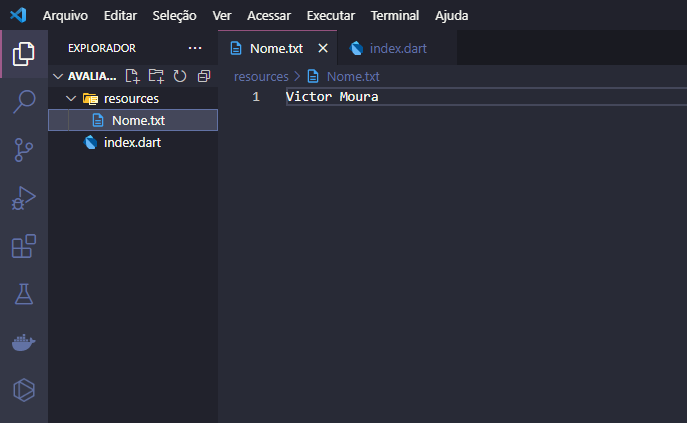 Arquivo Editar Seleção Ver Acessar Executar Terminal Ajuda
EXPLORADOR ···
Nome.txt index.dart
AVALIA...
resources > Nome.txt
resources
1 Victor Moura
Nome.txt
index.dart